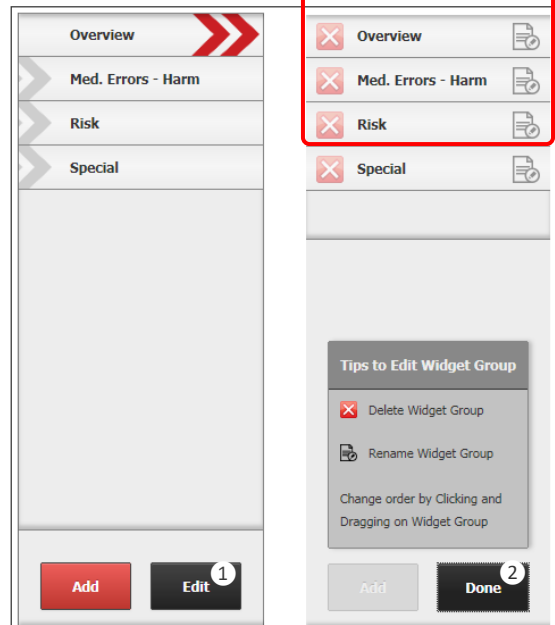 Overview
Med. Errors - Harm
Risk
Special
Add
Edit
1
Overview
Med. Errors - Harm
Risk
Special
Tips to Edit Widget Group
Delete Widget Group
Rename Widget Group
Change order by Clicking and
Dragging on Widget Group
Add
Done
2